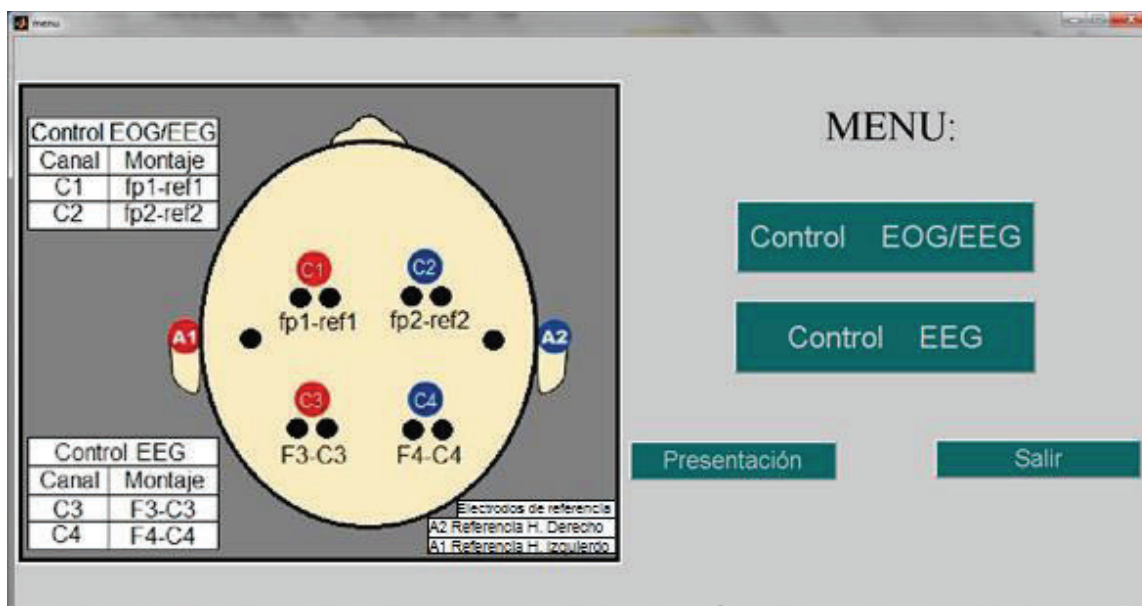 menu
Control EOG/EEG
Canal Montaje
C1 fp1-ref1
C2 fp2-ref2
C1
C2
fp1-ref1
fp2-ref2
A1
A2
C3
C4
F3-C3
F4-C4
Control EEG
Canal Montaje
C3 F3-C3
C4 F4-C4
Electrodos de referencia
A2 Referencia H. Derecho
A1 Referencia H. Izquierdo
MENU:
Control EOG/EEG
Control EEG
Presentación
Salir